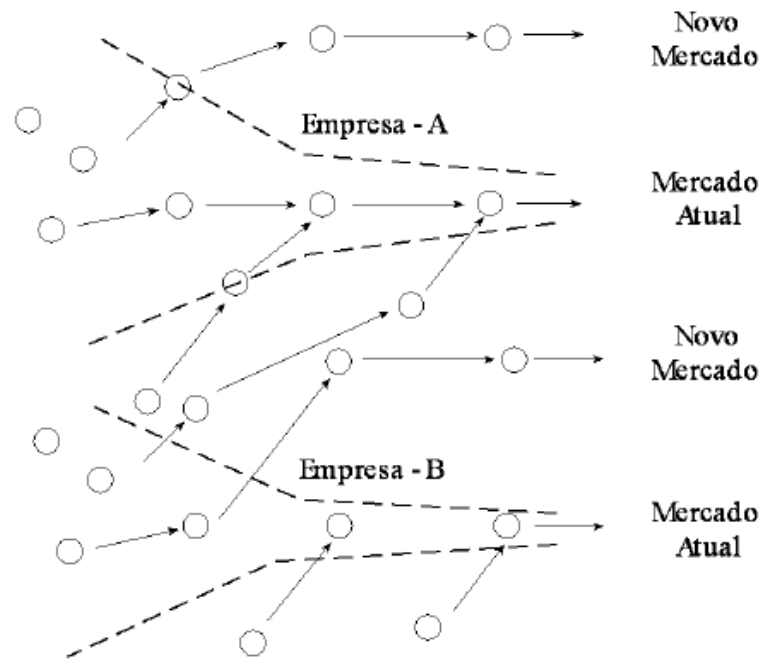 Novo
Mercado
Empresa - A
Mercado
Atual
Novo
Mercado
Empresa - B
Mercado
Atual